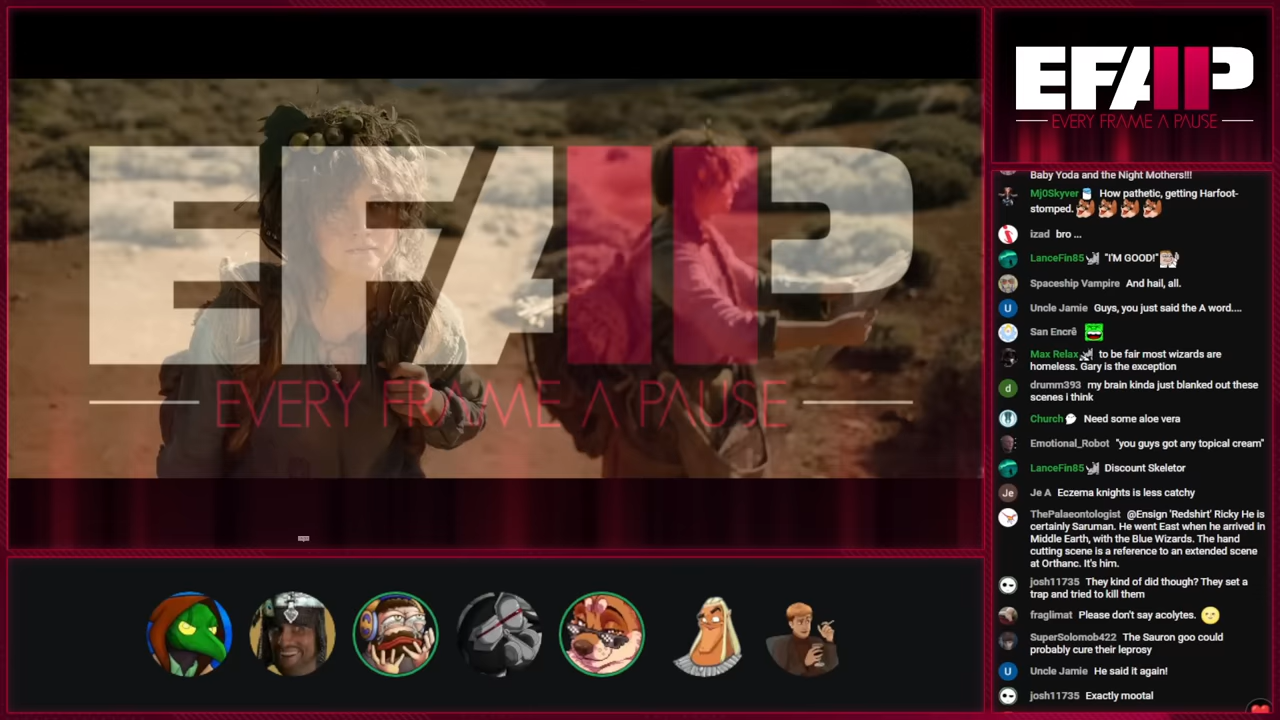 EFAP
EVERY FRAME A PAUSE
EFAP
EVERY FRAME A PAUSE
Baby Yoda and the Night Mothers!!!
Mj0Skyver How pathetic, getting Harfoot-
stomped.
izad bro ...
LanceFin85 "I'M GOOD!"
Spaceship Vampire And hail, all.
U Uncle Jamie Guys, you just said the A word....
San Encrê
Max Relax to be fair most wizards are
homeless. Gary is the exception
d drumm393 my brain kinda just blanked out these
scenes i think
Church Need some aloe vera
Emotional_Robot "you guys got any topical cream"
LanceFin85 Discount Skeletor
Je Je A Eczema knights is less catchy
ThePalaeontologist @Ensign 'Redshirt' Ricky He is
certainly Saruman. He went East when he arrived in
Middle Earth, with the Blue Wizards. The hand
cutting scene is a reference to an extended scene
at Orthanc. It's him.
josh11735 They kind of did though? They set a
trap and tried to kill them
fraglimat Please don't say acolytes.
SuperSolomob422 The Sauron goo could
probably cure their leprosy
U Uncle Jamie He said it again!
josh11735 Exactly mootal